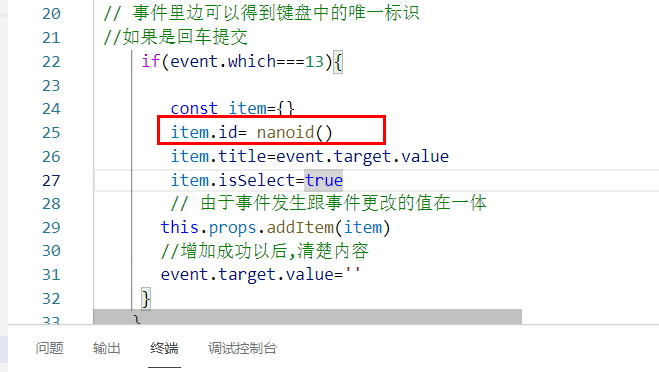 20 // 事件里边可以得到键盘中的唯一标识
21 //如果是回车提交
22 if(event.which===13){
23
24 const item={}
25 item.id= nanoid()
26 item.title=event.target.value
27 item.isSelect=true
28 // 由于事件发生跟事件更改的值在一体
29 this.props.addItem(item)
30 //增加成功以后,清楚内容
31 event.target.value=''
32 }
33 }
问题 输出 终端 调试控制台